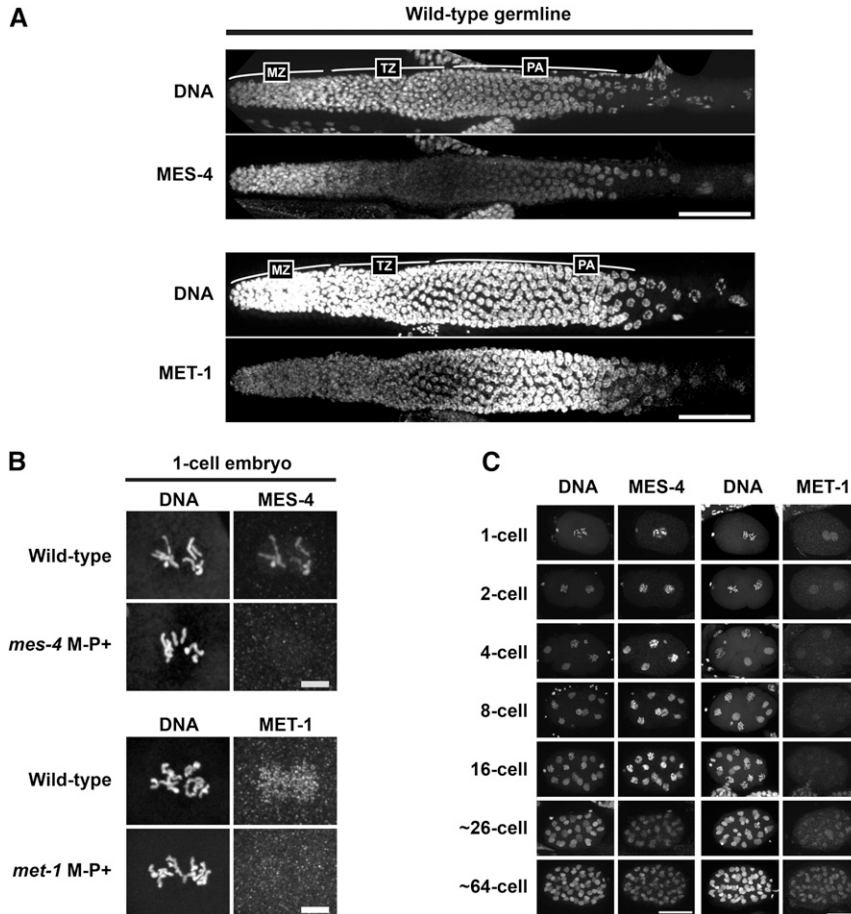 A
Wild-type germline
MZ TZ PA
DNA
MES-4
MZ TZ PA
DNA
MET-1
B
1-cell embryo
DNA MES-4
Wild-type
mes-4 M-P+
DNA MET-1
Wild-type
met-1 M-P+
C
DNA MES-4 DNA MET-1
1-cell
2-cell
4-cell
8-cell
16-cell
~26-cell
~64-cell